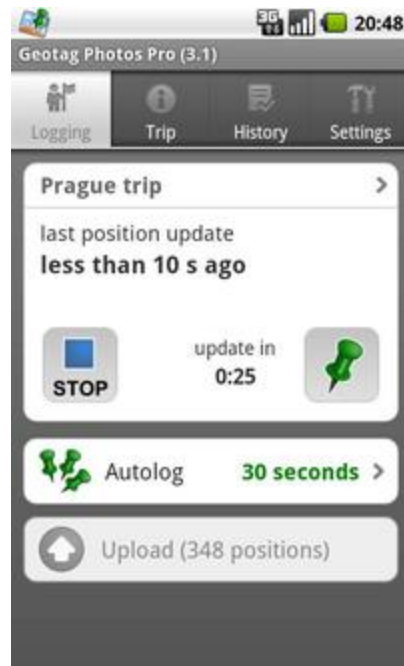 3G
20:48
Geotag Photos Pro (3.1)
Logging Trip History Settings
Prague trip
last position update
less than 10 s ago
STOP
update in
0:25
Autolog 30 seconds
Upload (348 positions)